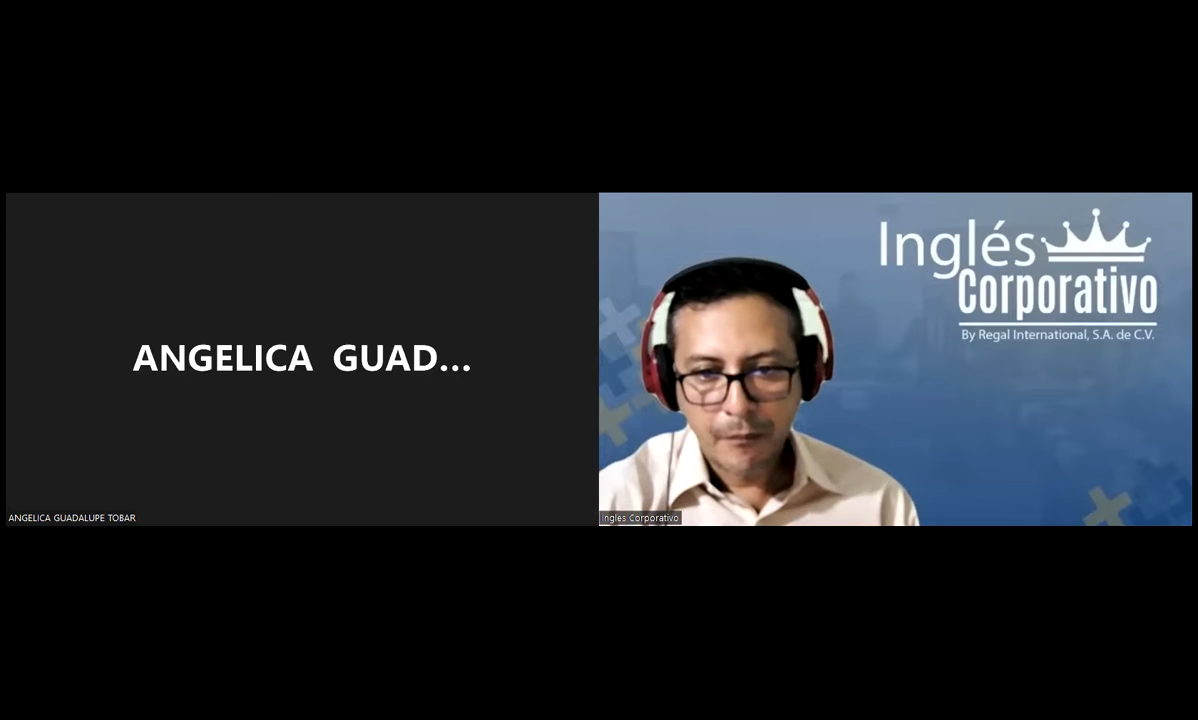 ANGELICA GUAD...
ANGELICA GUADALUPE TOBAR
Inglés
Corporativo
By Regal International, S.A. de C.V.
Ingles Corporativo